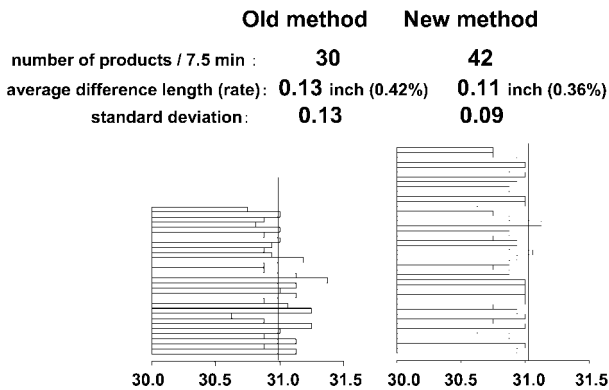 Old method New method
number of products / 7.5 min : 30 42
average difference length (rate): 0.13 inch (0.42%) 0.11 inch (0.36%)
standard deviation: 0.13 0.09
30.0 30.5 31.0 31.5 30.0 30.5 31.0 31.5